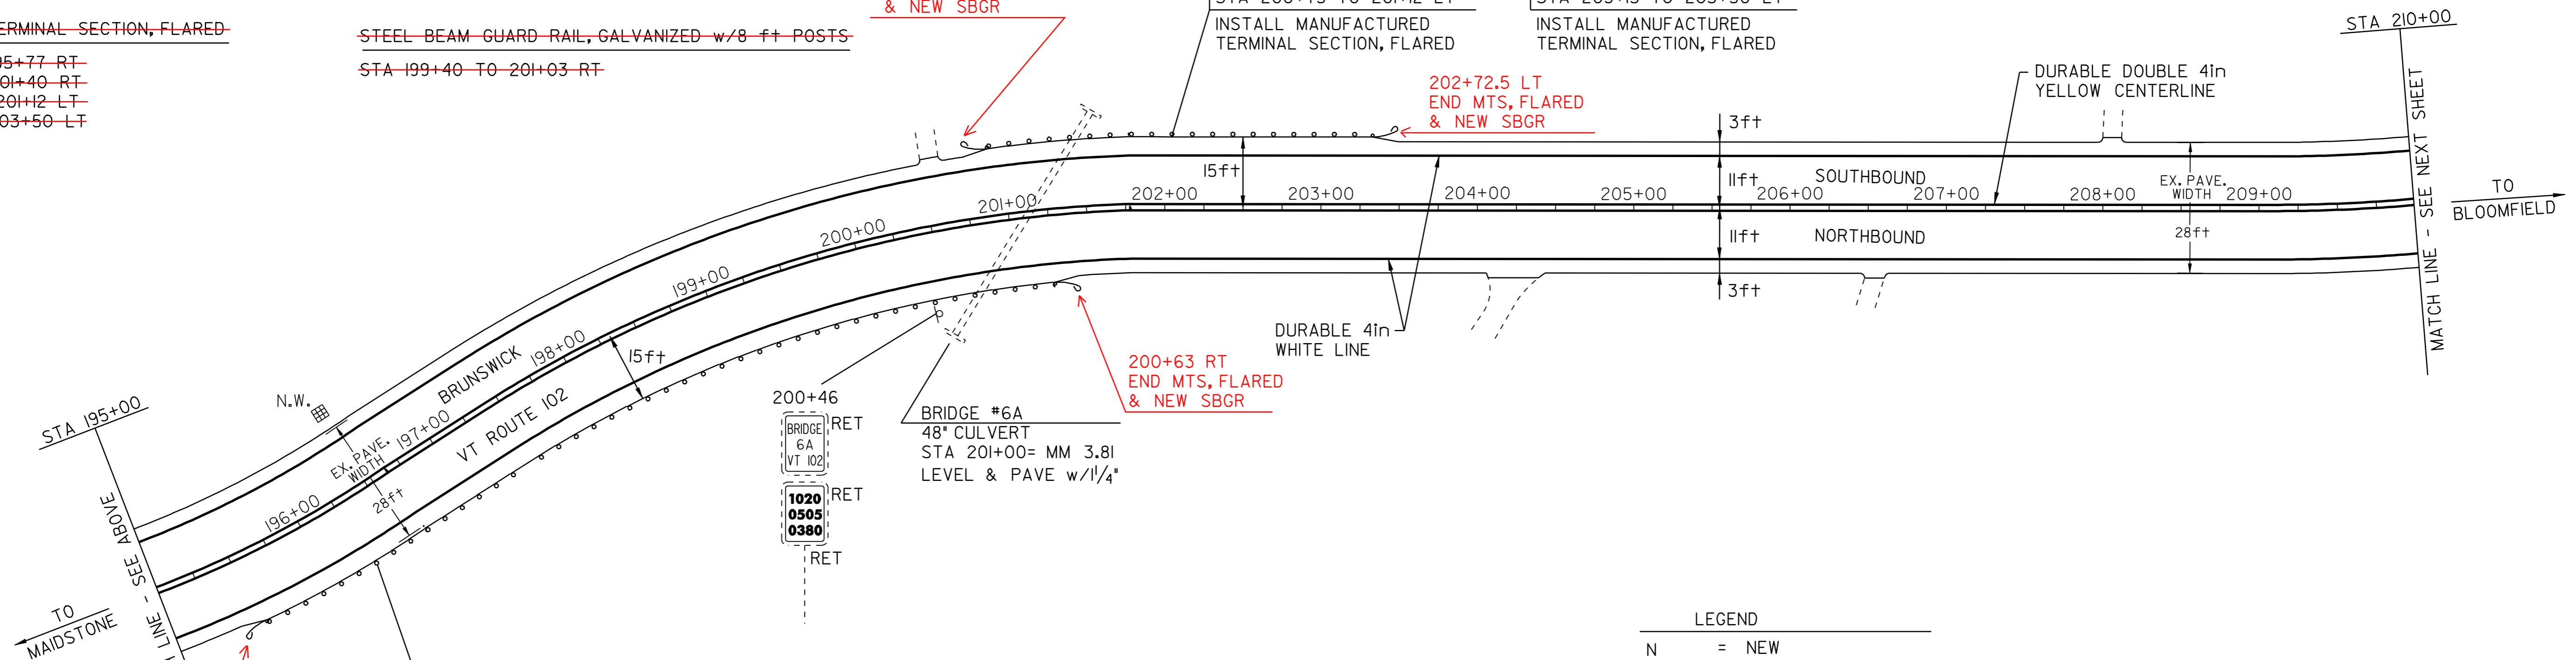 TERMINAL SECTION, FLARED
95+77 RT
01+40 RT
201+12 LT
03+50 LT
STEEL BEAM GUARD RAIL, GALVANIZED w/8 ft POSTS
STA 199+40 TO 201+03 RT
& NEW SBGR
INSTALL MANUFACTURED
TERMINAL SECTION, FLARED
INSTALL MANUFACTURED
TERMINAL SECTION, FLARED
202+72.5 LT
END MTS, FLARED
& NEW SBGR
DURABLE DOUBLE 4in
YELLOW CENTERLINE
STA 210+00
MATCH LINE - SEE NEXT SHEET
TO
BLOOMFIELD
3ft
15ft
11ft
SOUTHBOUND
201+00
202+00
203+00
204+00
205+00
206+00
207+00
208+00
EX. PAVE.
WIDTH
209+00
28ft
11ft
NORTHBOUND
3ft
200+00
199+00
198+00
197+00
196+00
DURABLE 4in
WHITE LINE
15ft
BRUNSWICK
VT ROUTE 102
N.W.
EX. PAVE.
WIDTH
28ft
STA 195+00
LINE - SEE ABOVE
TO
MAIDSTONE
200+46
BRIDGE
6A
VT 102
RET
1020
0505
0380
RET
RET
BRIDGE #6A
48" CULVERT
STA 201+00= MM 3.81
LEVEL & PAVE w/1 1/4"
200+63 RT
END MTS, FLARED
& NEW SBGR
LEGEND
N = NEW